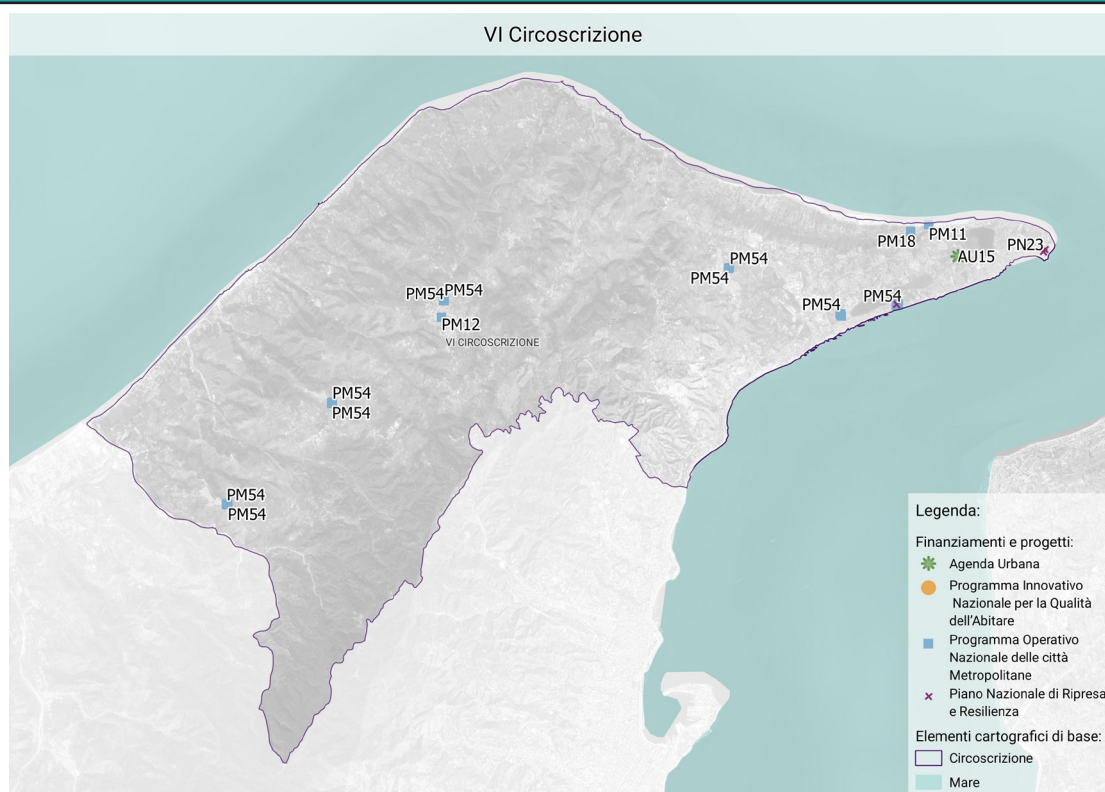 VI Circoscrizione
PM18
PM11
AU15
PN23
PM54
PM54
PM54
PM54
PM54
PM54
PM12
VI CIRCOSCRIZIONE
PM54
PM54
PM54
PM54
Legenda:
Finanziamenti e progetti:
Agenda Urbana
Programma Innovativo
Nazionale per la Qualità
dell'Abitare
Programma Operativo
Nazionale delle città
Metropolitane
Piano Nazionale di Ripresa
e Resilienza
Elementi cartografici di base:
Circoscrizione
Mare